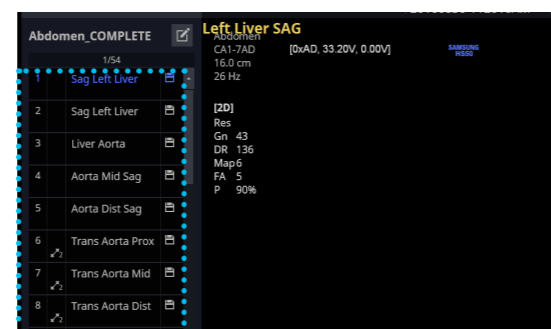 Abdomen_COMPLETE
1/54
1 Sag Left Liver
2 Sag Left Liver
3 Liver Aorta
4 Aorta Mid Sag
5 Aorta Dist Sag
6 Trans Aorta Prox
2
7 Trans Aorta Mid
2
8 Trans Aorta Dist
2
Left Liver SAG
Abdomen
CA1-7AD [0xAD, 33.20V, 0.00V]
SAMSUNG
HS50
16.0 cm
26 Hz
[2D]
Res
Gn 43
DR 136
Map 6
FA 5
P 90%